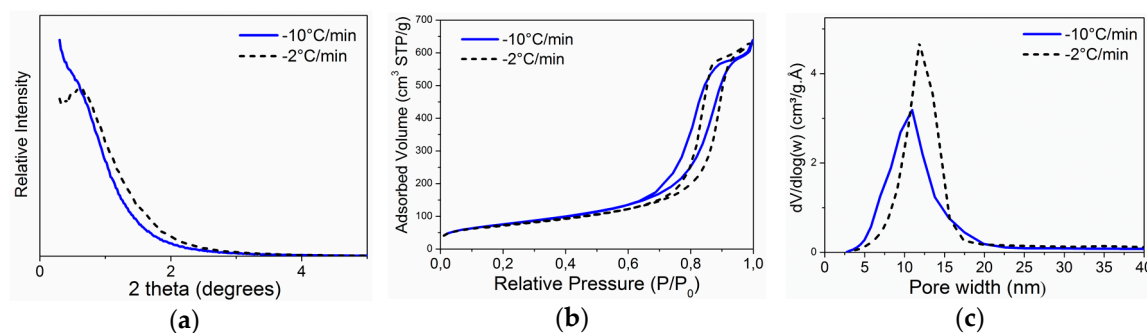 Relative Intensity
-10°C/min
-2°C/min
0 2 4
2 theta (degrees)
(a)
Adsorbed Volume (cm³ STP/g)
700
600
500
400
300
200
100
0
-10°C/min
-2°C/min
0,0 0,2 0,4 0,6 0,8 1,0
Relative Pressure (P/P₀)
(b)
dV/dlog(w) (cm³/g.Å)
4
2
0
-10°C/min
-2°C/min
0 5 10 15 20 25 30 35 40
Pore width (nm)
(c)